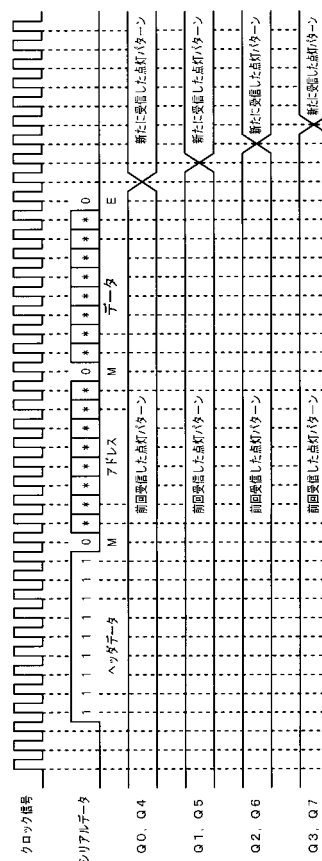 クロック信号
シリアルデータ 1 1 1 1 1 1 1 1 1 0 * * * * * * * * 0 * * * * * * * * 0
ヘッダデータ M アドレス M データ E
Q0、Q4 前回受信した点灯パターン 新たに受信した点灯パターン
Q1、Q5 前回受信した点灯パターン 新たに受信した点灯パターン
Q2、Q6 前回受信した点灯パターン 新たに受信した点灯パターン
Q3、Q7 前回受信した点灯パターン 新たに受信した点灯パターン